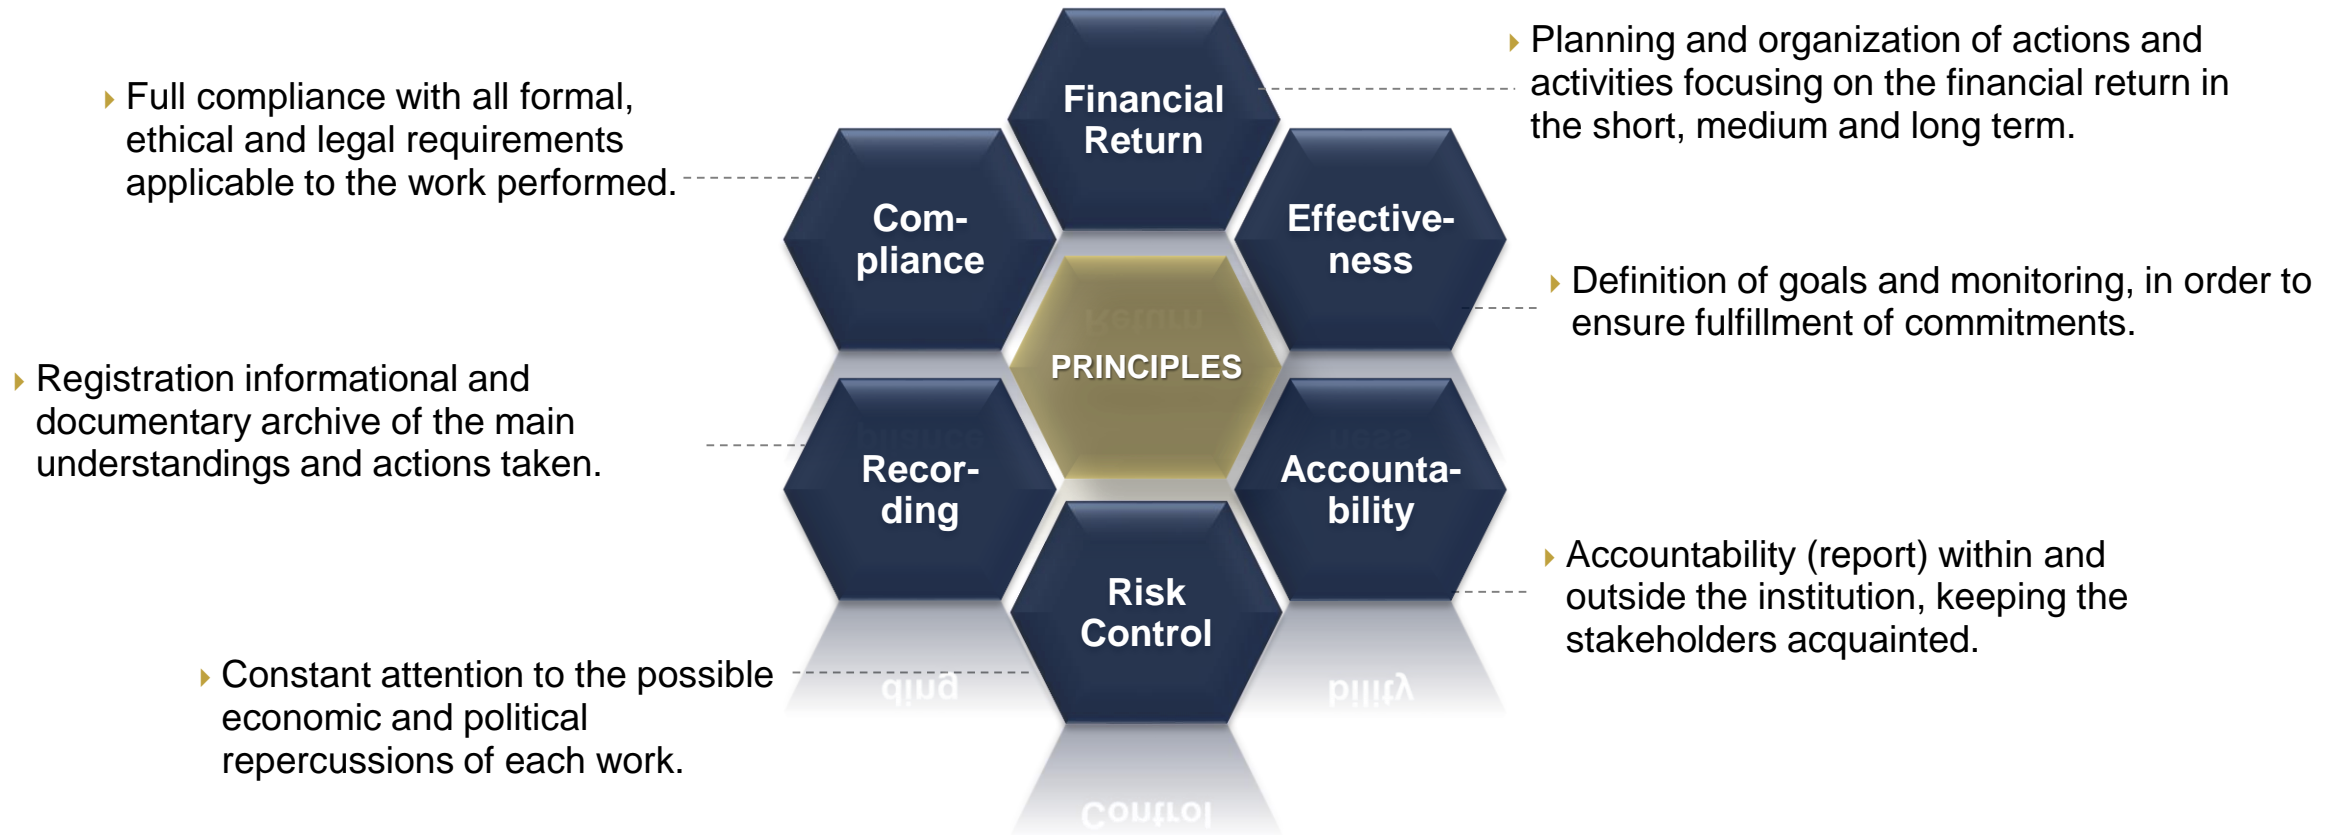 Financial
Return
Planning and organization of actions and
activities focusing on the financial return in
the short, medium and long term.
Full compliance with all formal,
ethical and legal requirements
applicable to the work performed.
Com-
pliance
Effective-
ness
Definition of goals and monitoring, in order to
ensure fulfillment of commitments.
PRINCIPLES
Registration informational and
documentary archive of the main
understandings and actions taken.
Recor-
ding
Accounta-
bility
Accountability (report) within and
outside the institution, keeping the
stakeholders acquainted.
Risk
Control
Constant attention to the possible
economic and political
repercussions of each work.